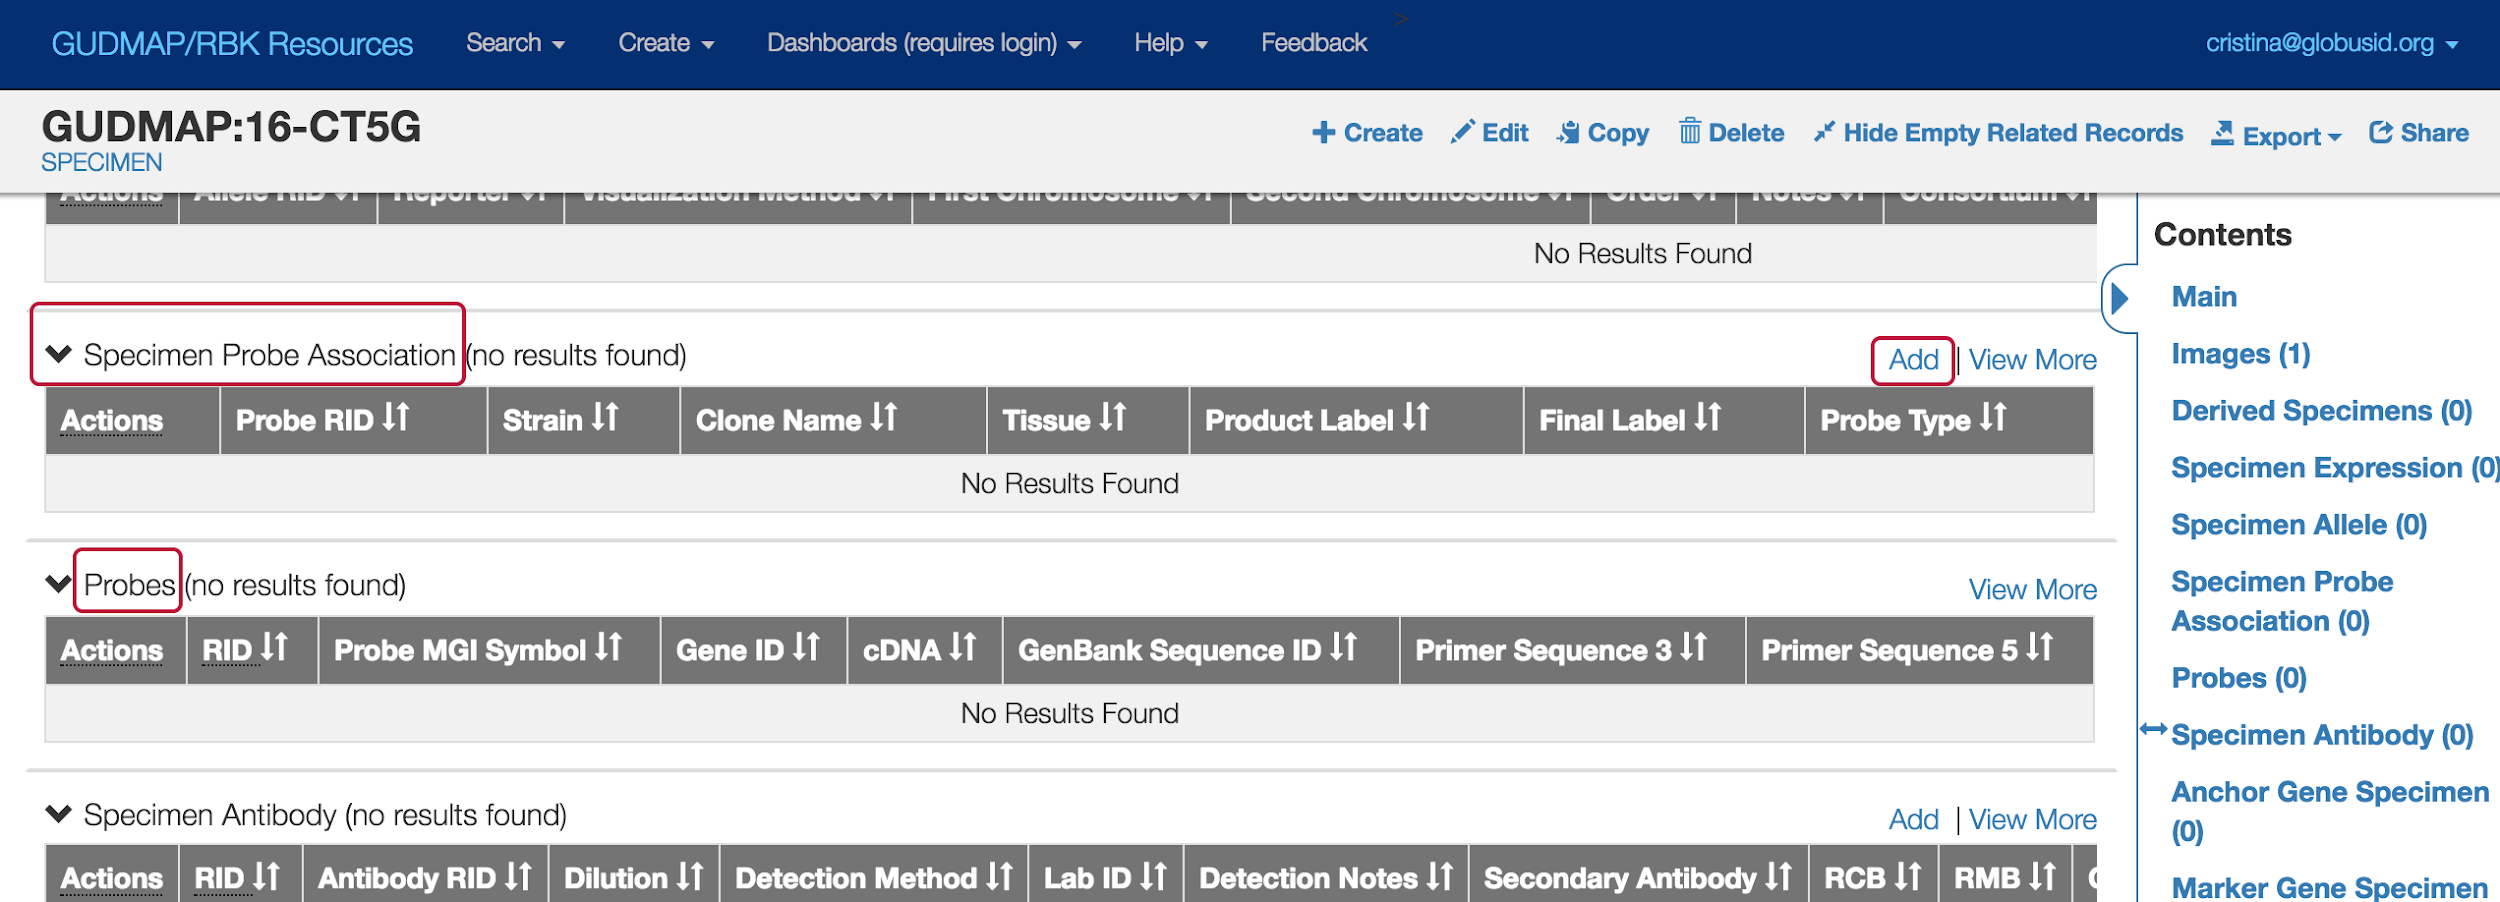 GUDMAP/RBK Resources Search Create Dashboards (requires login) Help Feedback > cristina@globusid.org
GUDMAP:16-CT5G
SPECIMEN
Create Edit Copy Delete Hide Empty Related Records Export Share
Actions Allele RID Reporter Visualization Method First Chromosome Second Chromosome Order Notes Consortium
No Results Found
Specimen Probe Association (no results found) Add | View More
Actions Probe RID Strain Clone Name Tissue Product Label Final Label Probe Type
No Results Found
Probes (no results found) View More
Actions RID Probe MGI Symbol Gene ID cDNA GenBank Sequence ID Primer Sequence 3 Primer Sequence 5
No Results Found
Specimen Antibody (no results found) Add | View More
Actions RID Antibody RID Dilution Detection Method Lab ID Detection Notes Secondary Antibody RCB RMB
Contents
Main
Images (1)
Derived Specimens (0)
Specimen Expression (0)
Specimen Allele (0)
Specimen Probe
Association (0)
Probes (0)
Specimen Antibody (0)
Anchor Gene Specimen
(0)
Marker Gene Specimen